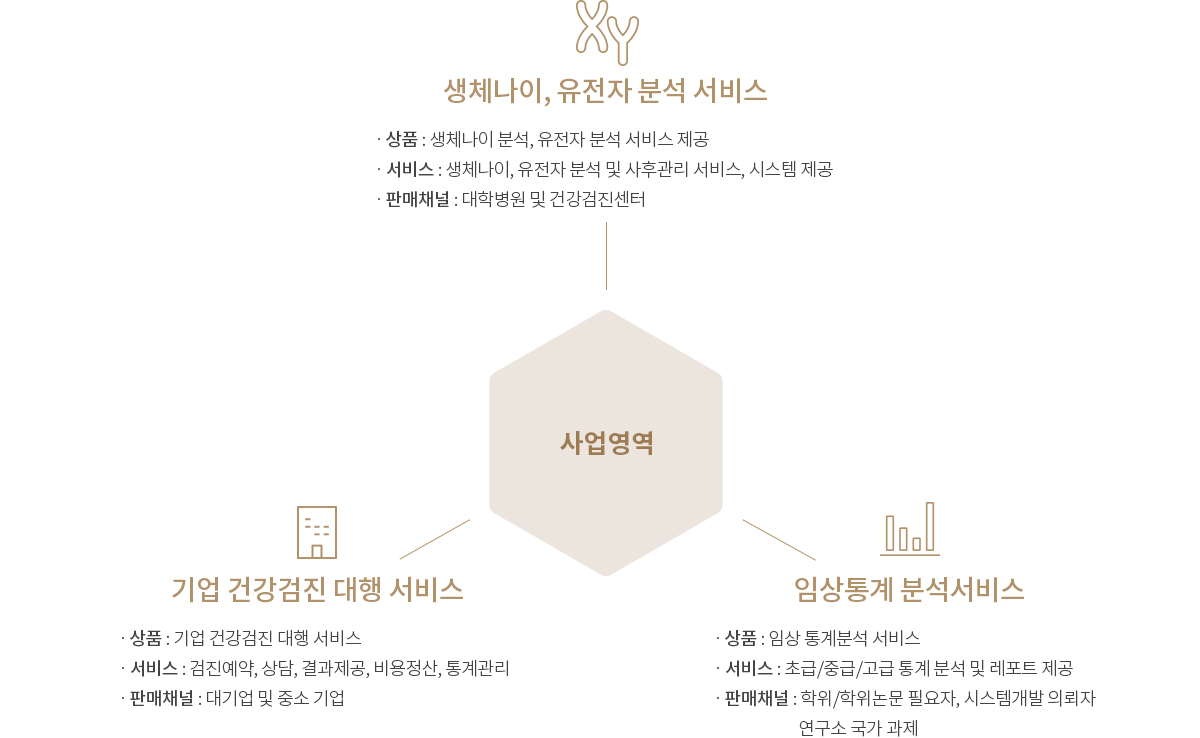 생체나이, 유전자 분석 서비스
· 상품 : 생체나이 분석, 유전자 분석 서비스 제공
· 서비스 : 생체나이, 유전자 분석 및 사후관리 서비스, 시스템 제공
· 판매채널 : 대학병원 및 건강검진센터
사업영역
기업 건강검진 대행 서비스
· 상품 : 기업 건강검진 대행 서비스
· 서비스 : 검진예약, 상담, 결과제공, 비용정산, 통계관리
· 판매채널 : 대기업 및 중소 기업
임상통계 분석서비스
· 상품 : 임상 통계분석 서비스
· 서비스 : 초급/중급/고급 통계 분석 및 레포트 제공
· 판매채널 : 학위/학위논문 필요자, 시스템개발 의뢰자
연구소 국가 과제